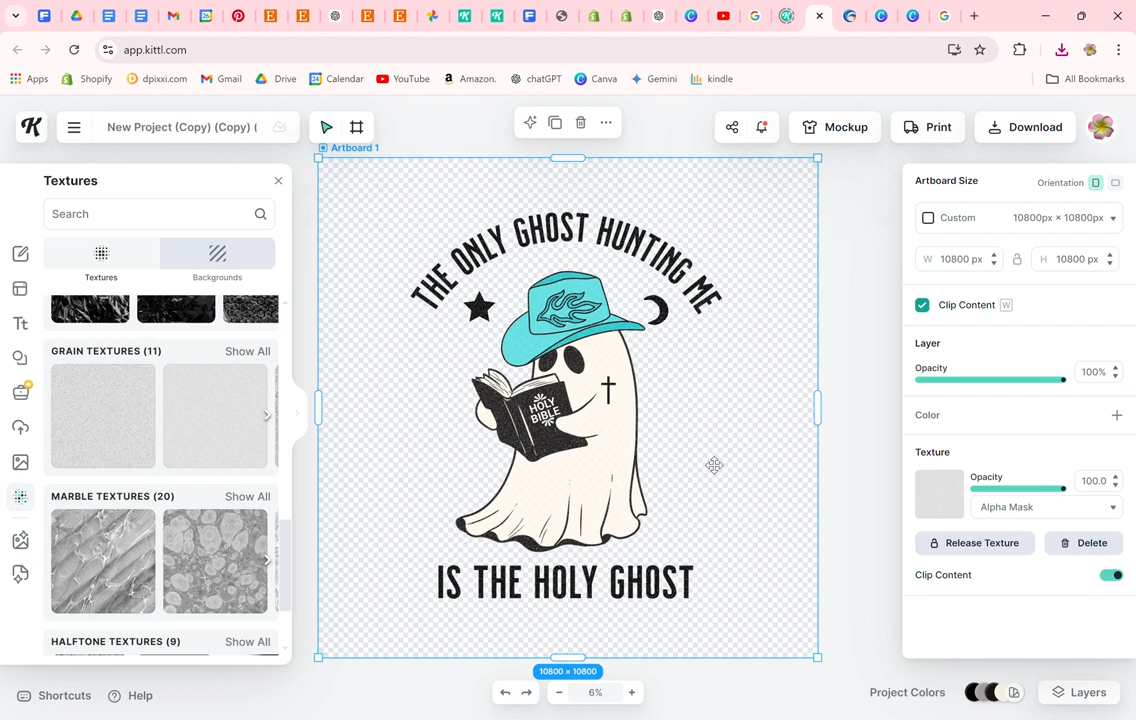 app.kittl.com
Apps
Shopify
dpixxi.com
Gmail
Drive
Calendar
YouTube
Amazon.
chatGPT
Canva
Gemini
kindle
All Bookmarks
New Project (Copy) (Copy) (
Mockup
Print
Download
Artboard 1
Textures
Search
Textures
Backgrounds
GRAIN TEXTURES (11)
Show All
MARBLE TEXTURES (20)
Show All
HALFTONE TEXTURES (9)
Show All
THE ONLY GHOST HUNTING ME
HOLY
BIBLE
IS THE HOLY GHOST
10800 × 10800
6%
Artboard Size
Orientation
Custom
10800px × 10800px
W 10800 px
H 10800 px
Clip Content W
Layer
Opacity
100%
Color
Texture
Opacity
100.0
Alpha Mask
Release Texture
Delete
Clip Content
Shortcuts
Help
Project Colors
Layers